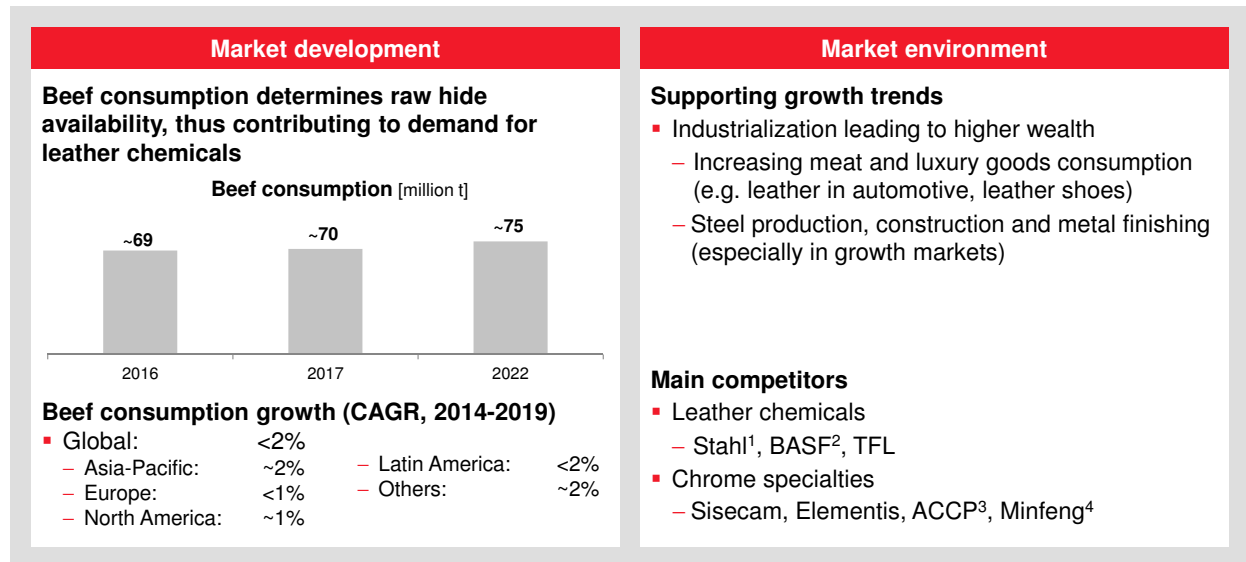 Market development
Beef consumption determines raw hide
availability, thus contributing to demand for
leather chemicals
Beef consumption [million t]
~69
~70
~75
2016
2017
2022
Beef consumption growth (CAGR, 2014-2019)
▪ Global: <2%
– Asia-Pacific: ~2%
– Europe: <1%
– North America: ~1%
– Latin America: <2%
– Others: ~2%
Market environment
Supporting growth trends
▪ Industrialization leading to higher wealth
– Increasing meat and luxury goods consumption
(e.g. leather in automotive, leather shoes)
– Steel production, construction and metal finishing
(especially in growth markets)
Main competitors
▪ Leather chemicals
– Stahl¹, BASF², TFL
▪ Chrome specialties
– Sisecam, Elementis, ACCP³, Minfeng⁴